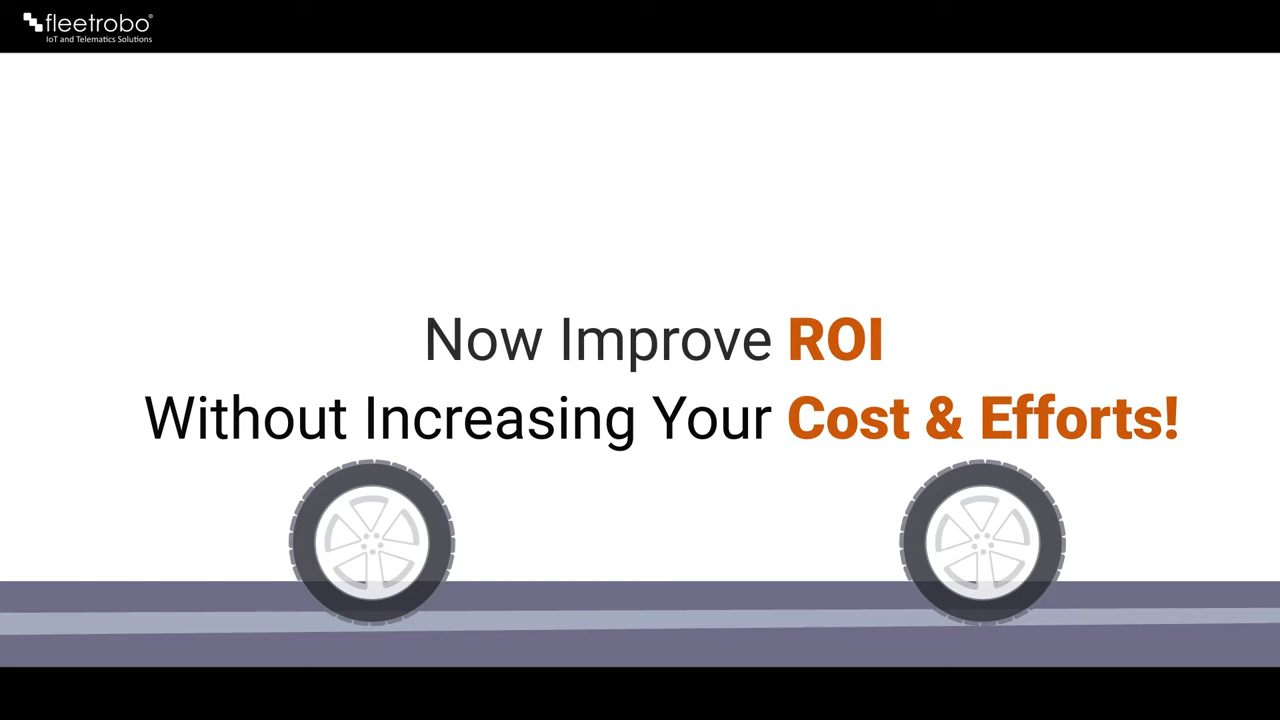 fleetrobo®
IoT and Telematics Solutions
Now Improve ROI
Without Increasing Your Cost & Efforts!